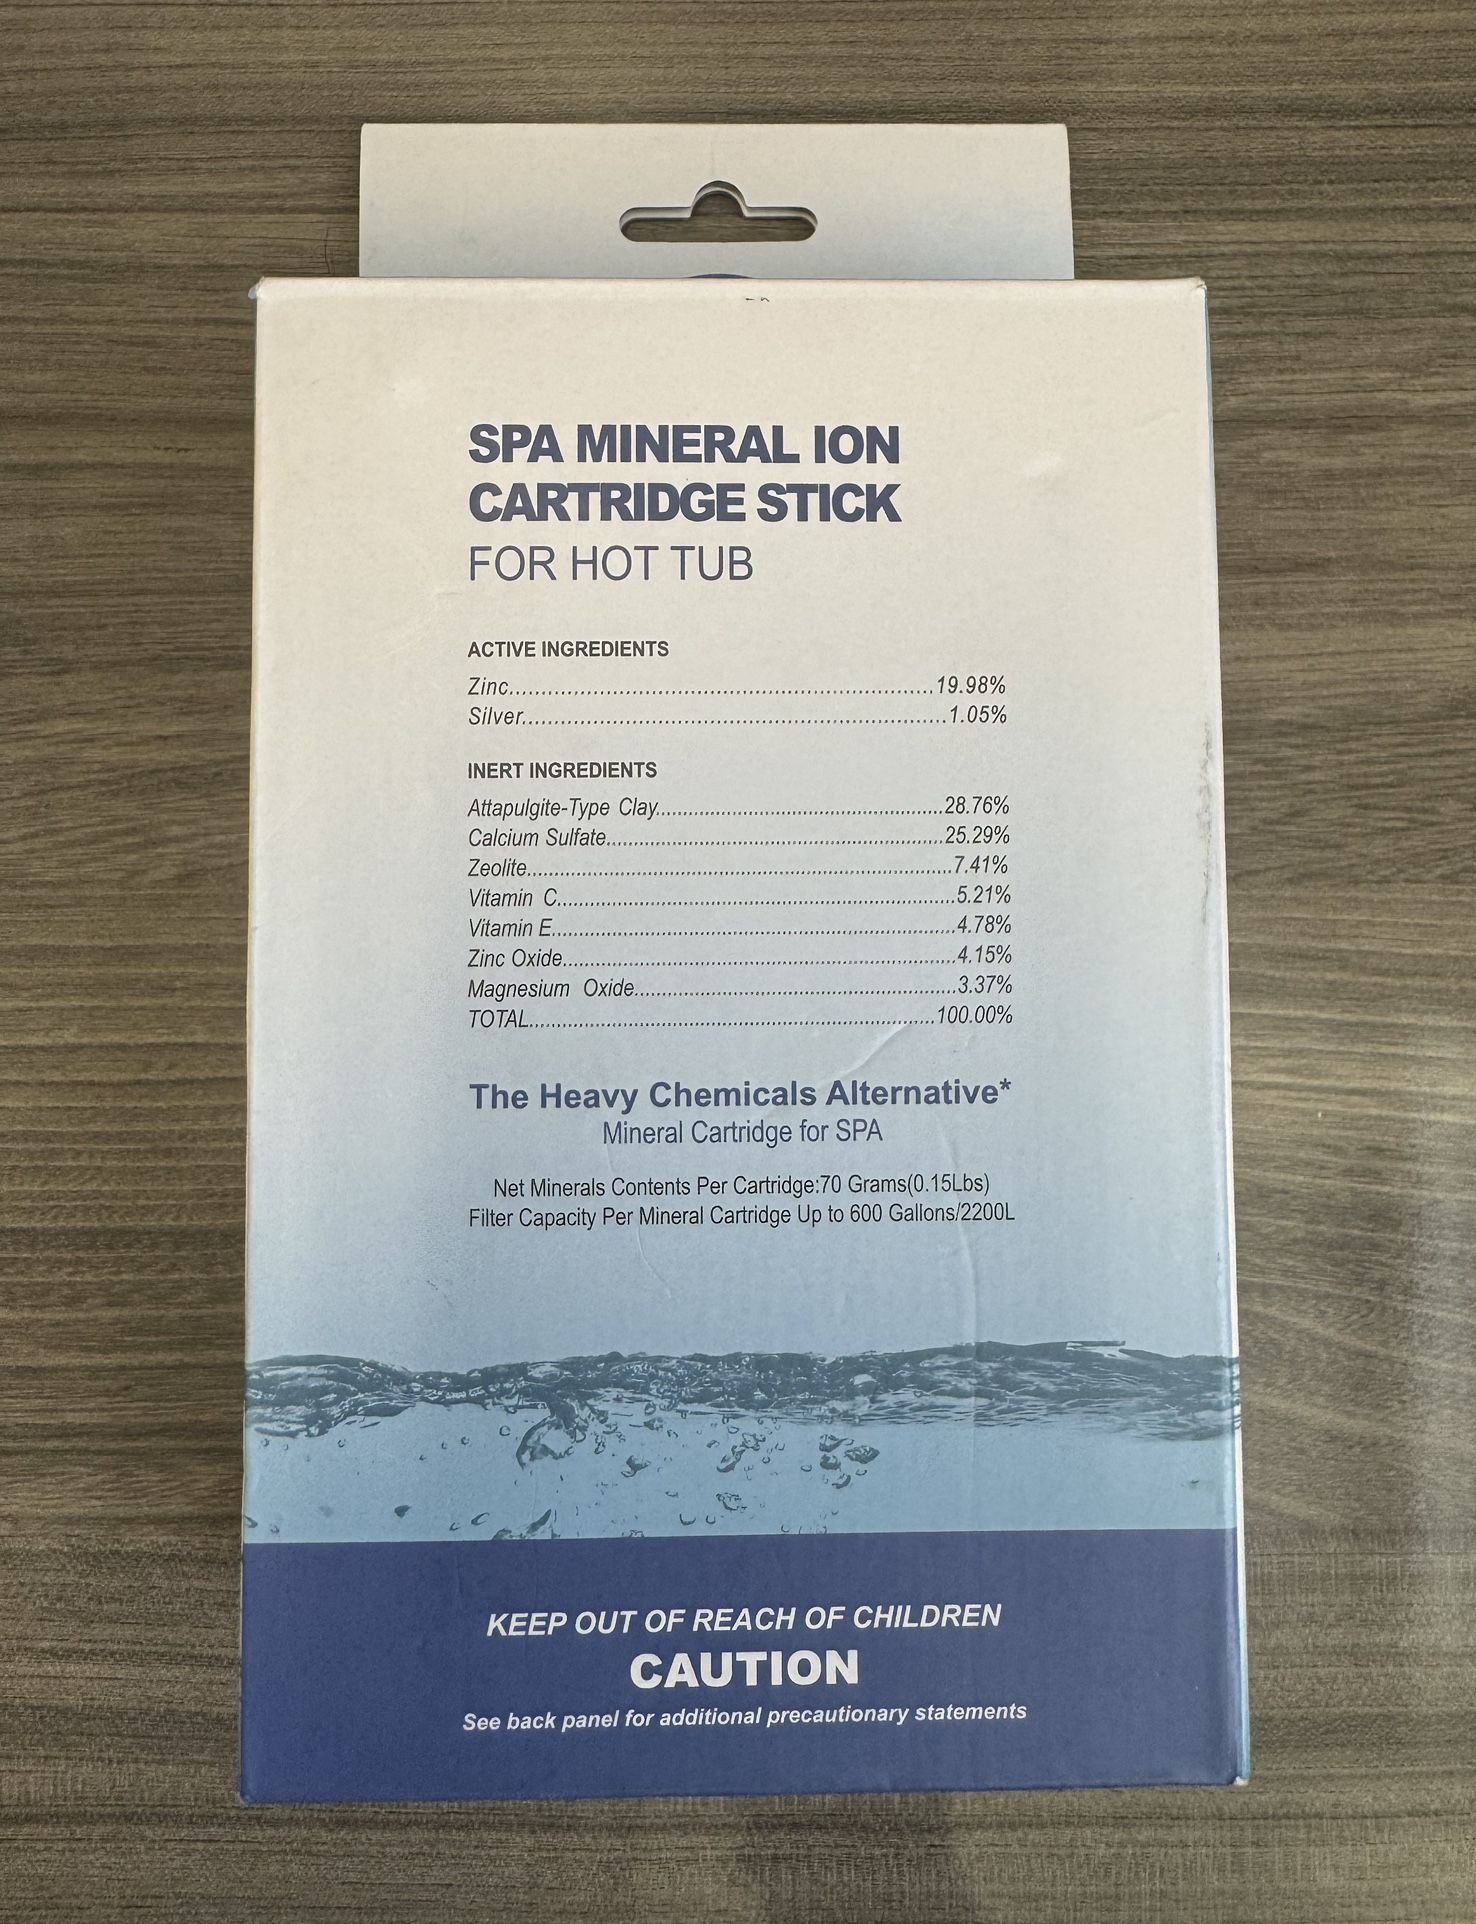 SPA MINERAL ION
CARTRIDGE STICK
FOR HOT TUB
ACTIVE INGREDIENTS
Zinc........................................................................19.98%
Silver........................................................................1.05%
INERT INGREDIENTS
Attapulgite-Type Clay........................................................28.76%
Calcium Sulfate........................................................25.29%
Zeolite........................................................................7.41%
Vitamin C........................................................................5.21%
Vitamin E........................................................................4.78%
Zinc Oxide........................................................................4.15%
Magnesium Oxide........................................................3.37%
TOTAL........................................................................100.00%
The Heavy Chemicals Alternative*
Mineral Cartridge for SPA
Net Minerals Contents Per Cartridge:70 Grams(0.15Lbs)
Filter Capacity Per Mineral Cartridge Up to 600 Gallons/2200L
KEEP OUT OF REACH OF CHILDREN
CAUTION
See back panel for additional precautionary statements